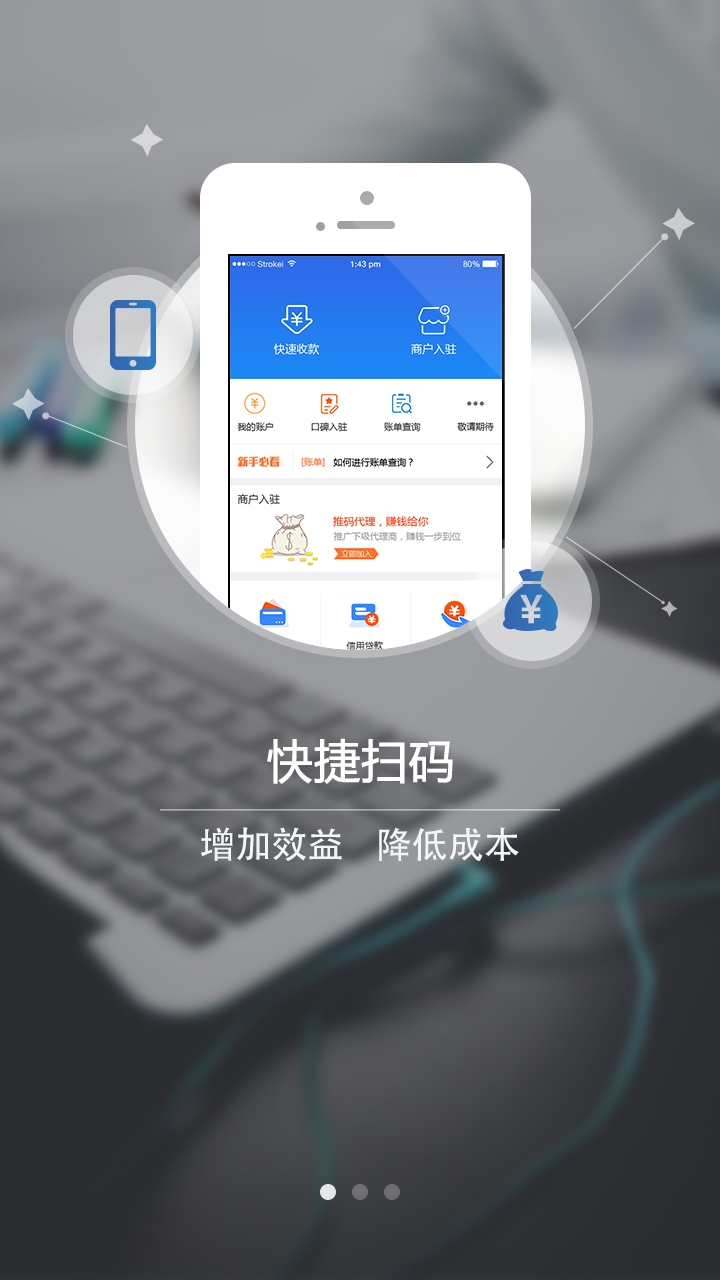 Strokei 1:43 pm 80%
快速收款 商户入驻
我的账户 口碑入驻 账单查询 敬请期待
新手必看 [账单] 如何进行账单查询？
商户入驻
推码代理，赚钱给你
推广下级代理商，赚钱一步到位
立即加入
信用贷款
快捷扫码
增加效益 降低成本